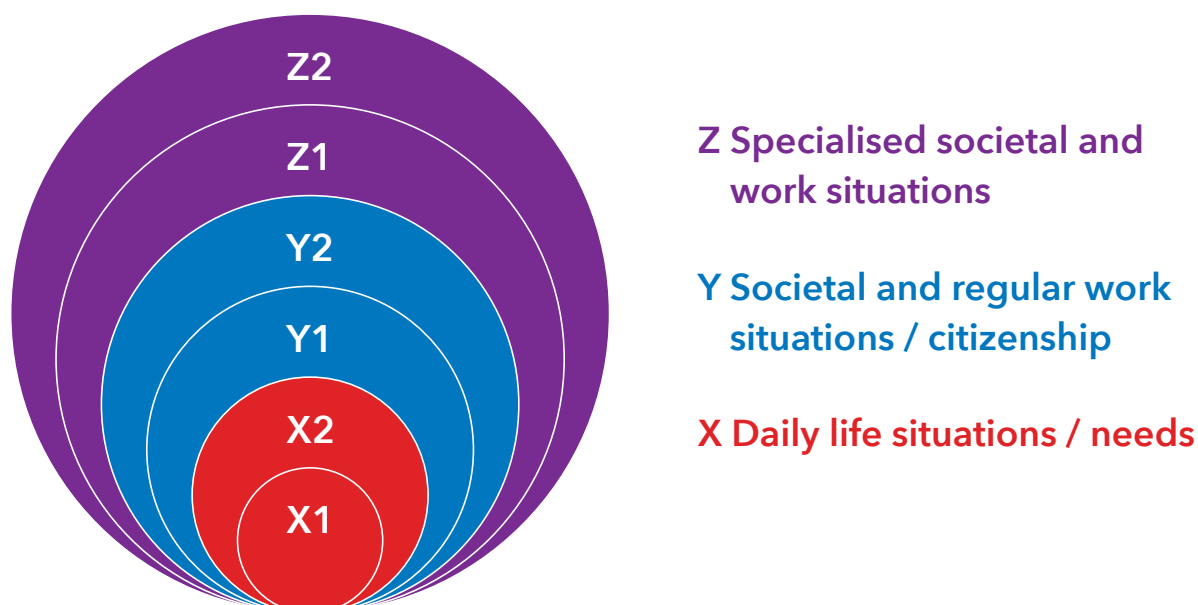 Z2
Z1
Y2
Y1
X2
X1
Z Specialised societal and
work situations
Y Societal and regular work
situations / citizenship
X Daily life situations / needs